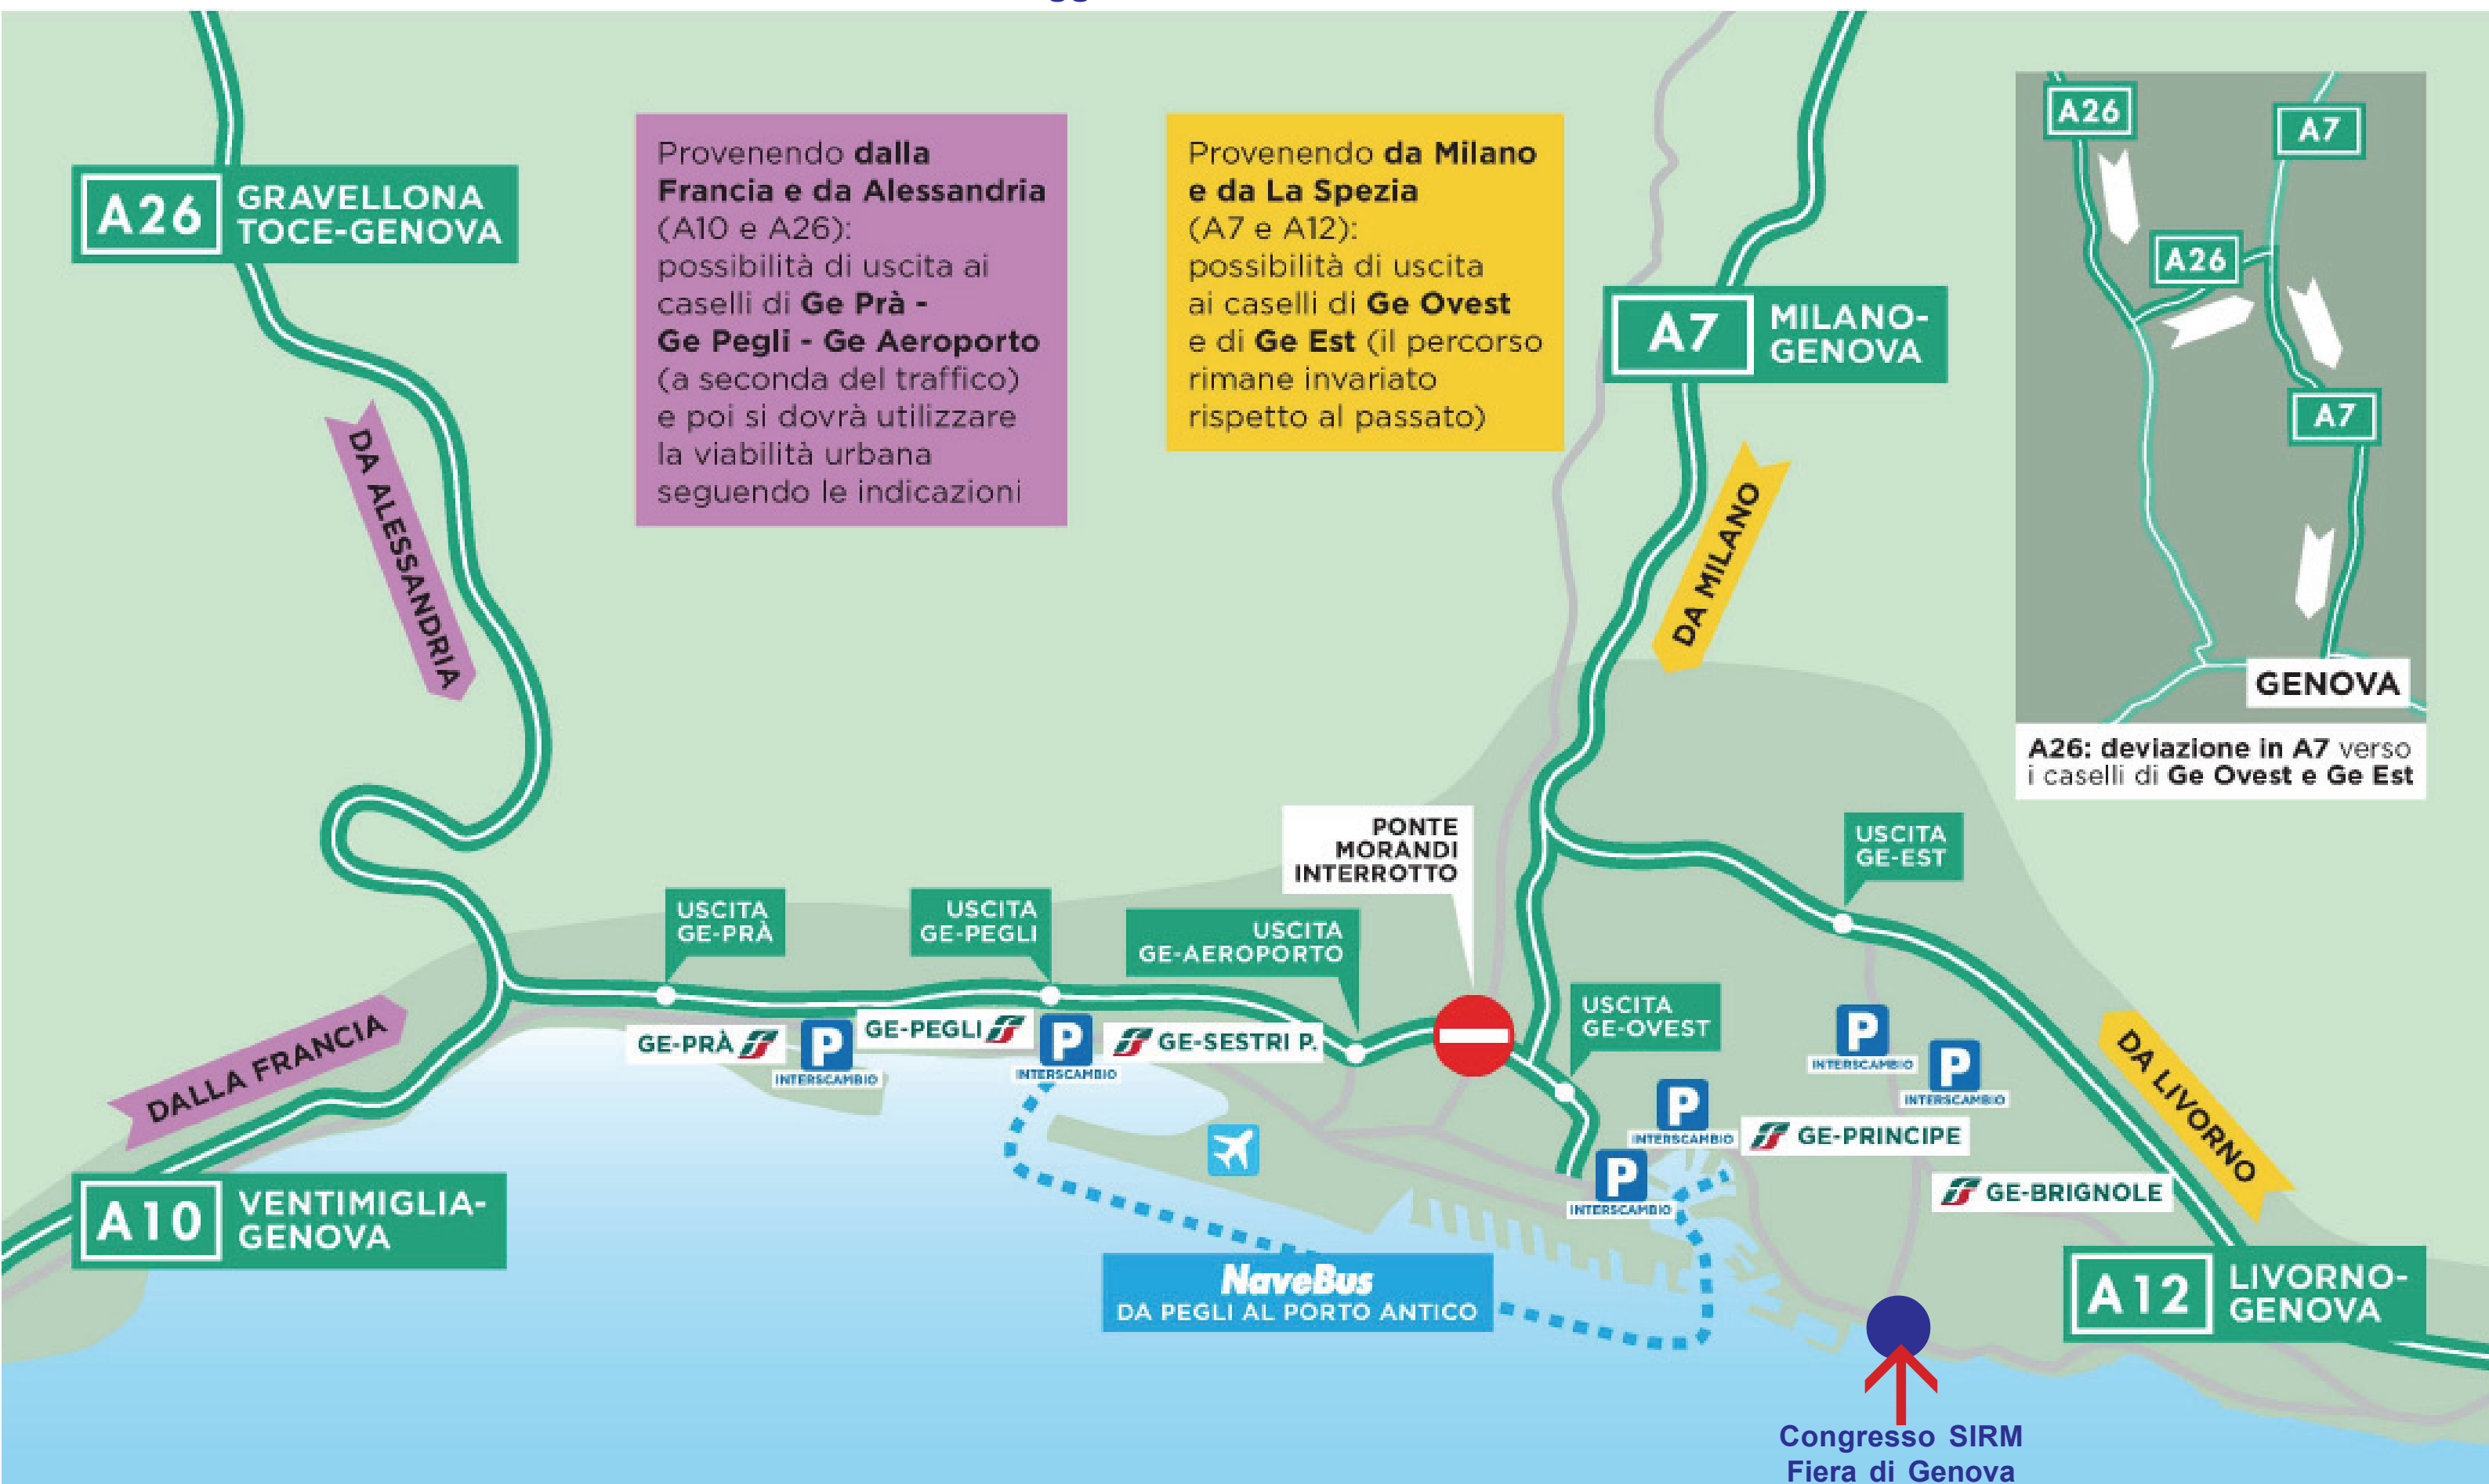 gg
A26
GRAVELLONA
TOCE-GENOVA
Provenendo dalla
Francia e da Alessandria
(A10 e A26):
possibilità di uscita ai
caselli di Ge Prà -
Ge Pegli - Ge Aeroporto
(a seconda del traffico)
e poi si dovrà utilizzare
la viabilità urbana
seguendo le indicazioni
Provenendo da Milano
e da La Spezia
(A7 e A12):
possibilità di uscita
ai caselli di Ge Ovest
e di Ge Est (il percorso
rimane invariato
rispetto al passato)
A7
MILANO-
GENOVA
A26
A7
A26
A7
GENOVA
A26: deviazione in A7 verso
i caselli di Ge Ovest e Ge Est
DA ALESSANDRIA
DA MILANO
PONTE
MORANDI
INTERROTTO
USCITA
GE-EST
USCITA
GE-PRÀ
USCITA
GE-PEGLI
USCITA
GE-AEROPORTO
USCITA
GE-OVEST
DALLA FRANCIA
GE-PRÀ
P
INTERSCAMBIO
GE-PEGLI
P
INTERSCAMBIO
GE-SESTRI P.
P
INTERSCAMBIO
P
INTERSCAMBIO
DA LIVORNO
P
INTERSCAMBIO
GE-PRINCIPE
P
INTERSCAMBIO
GE-BRIGNOLE
A10
VENTIMIGLIA-
GENOVA
NaveBus
DA PEGLI AL PORTO ANTICO
A12
LIVORNO-
GENOVA
Congresso SIRM
Fiera di Genova